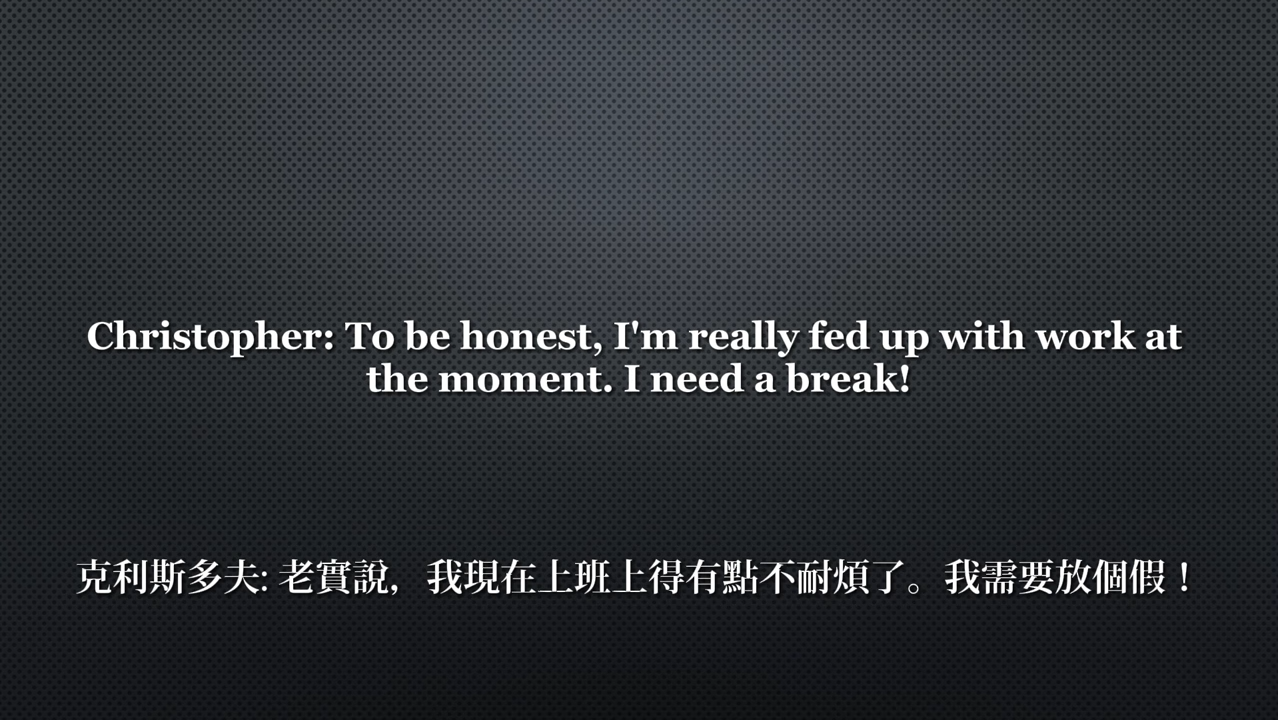 Christopher: To be honest, I'm really fed up with work at
the moment. I need a break!
克利斯多夫: 老實說，我現在上班上得有點不耐煩了。我需要放個假！